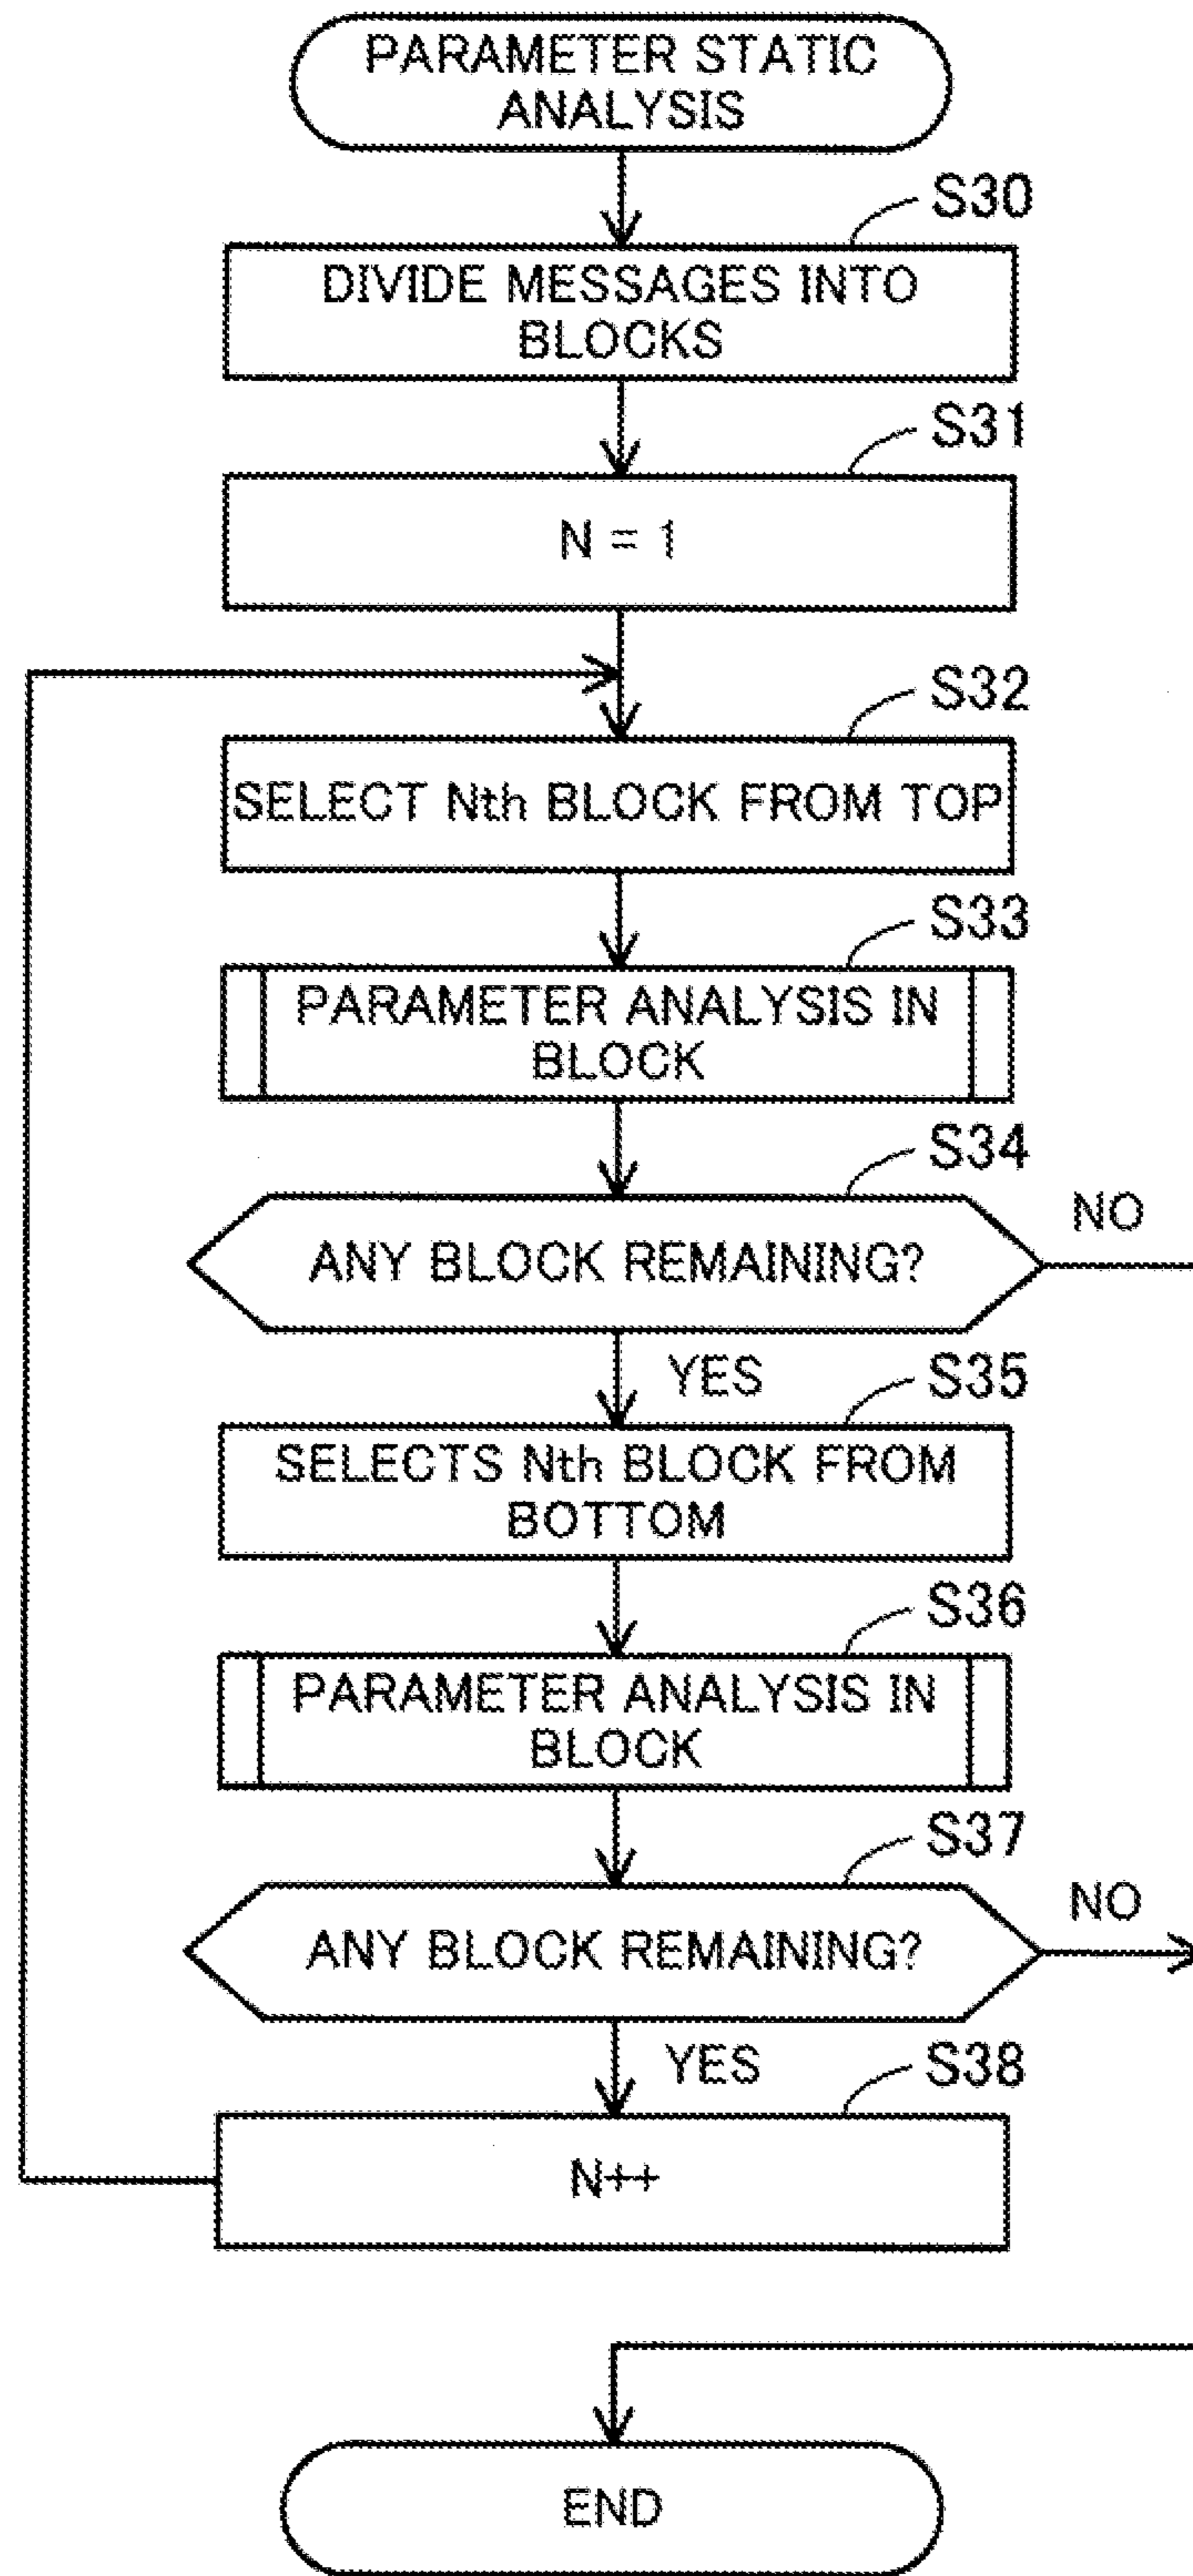 PARAMETER STATIC
ANALYSIS
S30
DIVIDE MESSAGES INTO
BLOCKS
S31
N = 1
S32
SELECT Nth BLOCK FROM TOP
S33
PARAMETER ANALYSIS IN
BLOCK
S34
NO
ANY BLOCK REMAINING?
YES
S35
SELECTS Nth BLOCK FROM
BOTTOM
S36
PARAMETER ANALYSIS IN
BLOCK
S37
NO
ANY BLOCK REMAINING?
YES
S38
N++
END